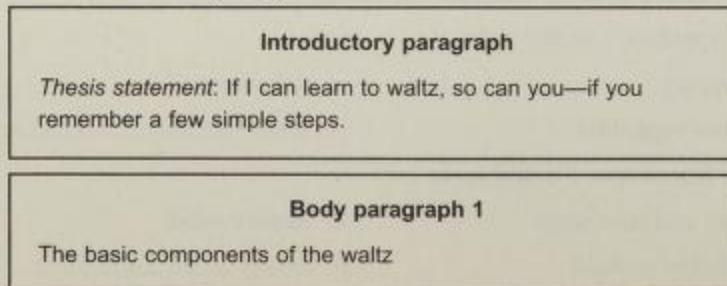 Introductory paragraph
Thesis statement: If I can learn to waltz, so can you—if you
remember a few simple steps.
Body paragraph 1
The basic components of the waltz